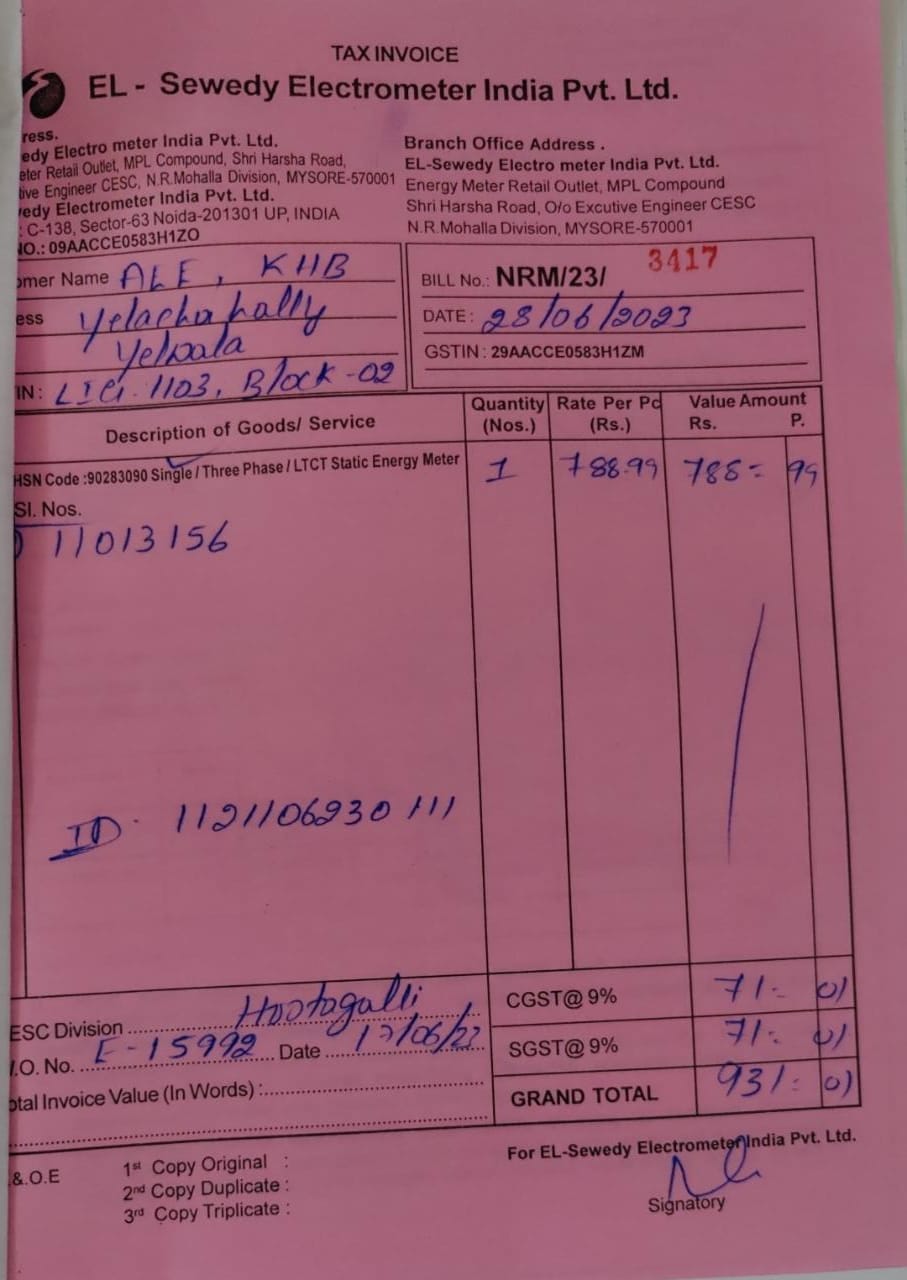 TAX INVOICE
EL - Sewedy Electrometer India Pvt. Ltd.
ress.
edy Electro meter India Pvt. Ltd.
eter Retail Outlet, MPL Compound, Shri Harsha Road,
tive Engineer CESC, N.R.Mohalla Division, MYSORE-570001
edy Electrometer India Pvt. Ltd.
: C-138, Sector-63 Noida-201301 UP, INDIA
NO.: 09AACCE0583H1ZO
Branch Office Address .
EL-Sewedy Electro meter India Pvt. Ltd.
Energy Meter Retail Outlet, MPL Compound
Shri Harsha Road, O/o Excutive Engineer CESC
N.R.Mohalla Division, MYSORE-570001
omer Name AEE, KHB
ess Yelachahally
Yelwala
IN: LIG. 1103, Block-02
BILL No.: NRM/23/ 3417
DATE : 28/06/2023
GSTIN : 29AACCE0583H1ZM
Description of Goods/ Service Quantity (Nos.) Rate Per Pc (Rs.) Value Amount Rs. P.
HSN Code :90283090 Single / Three Phase / LTCT Static Energy Meter 1 788.99 788= 99
Sl. Nos.
11013156
ID. 1121106230111
ESC Division Hootagalli
.O. No. E-15992 Date 17/06/23
otal Invoice Value (In Words) :
CGST@ 9% 71= 01
SGST@ 9% 71= 01
GRAND TOTAL 931= 01
.&.O.E
1st Copy Original :
2nd Copy Duplicate :
3rd Copy Triplicate :
For EL-Sewedy Electrometer India Pvt. Ltd.
Signatory